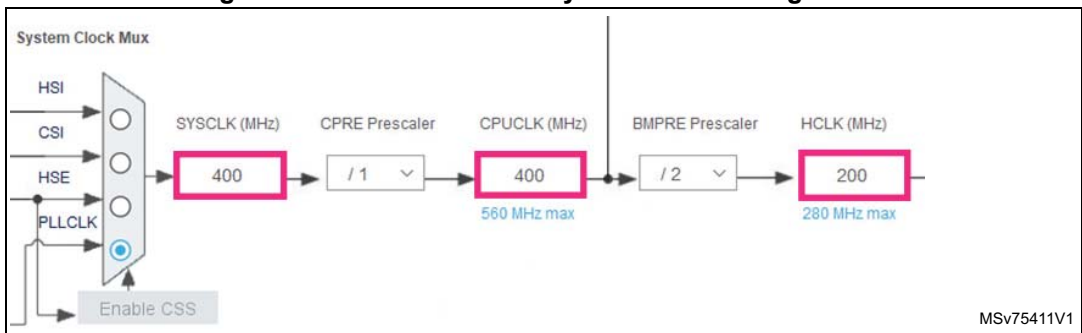 System Clock Mux
HSI
CSI
HSE
PLLCLK
Enable CSS
SYSCLK (MHz)
400
CPRE Prescaler
/ 1
CPUCLK (MHz)
400
560 MHz max
BMPRE Prescaler
/ 2
HCLK (MHz)
200
280 MHz max
MSv75411V1